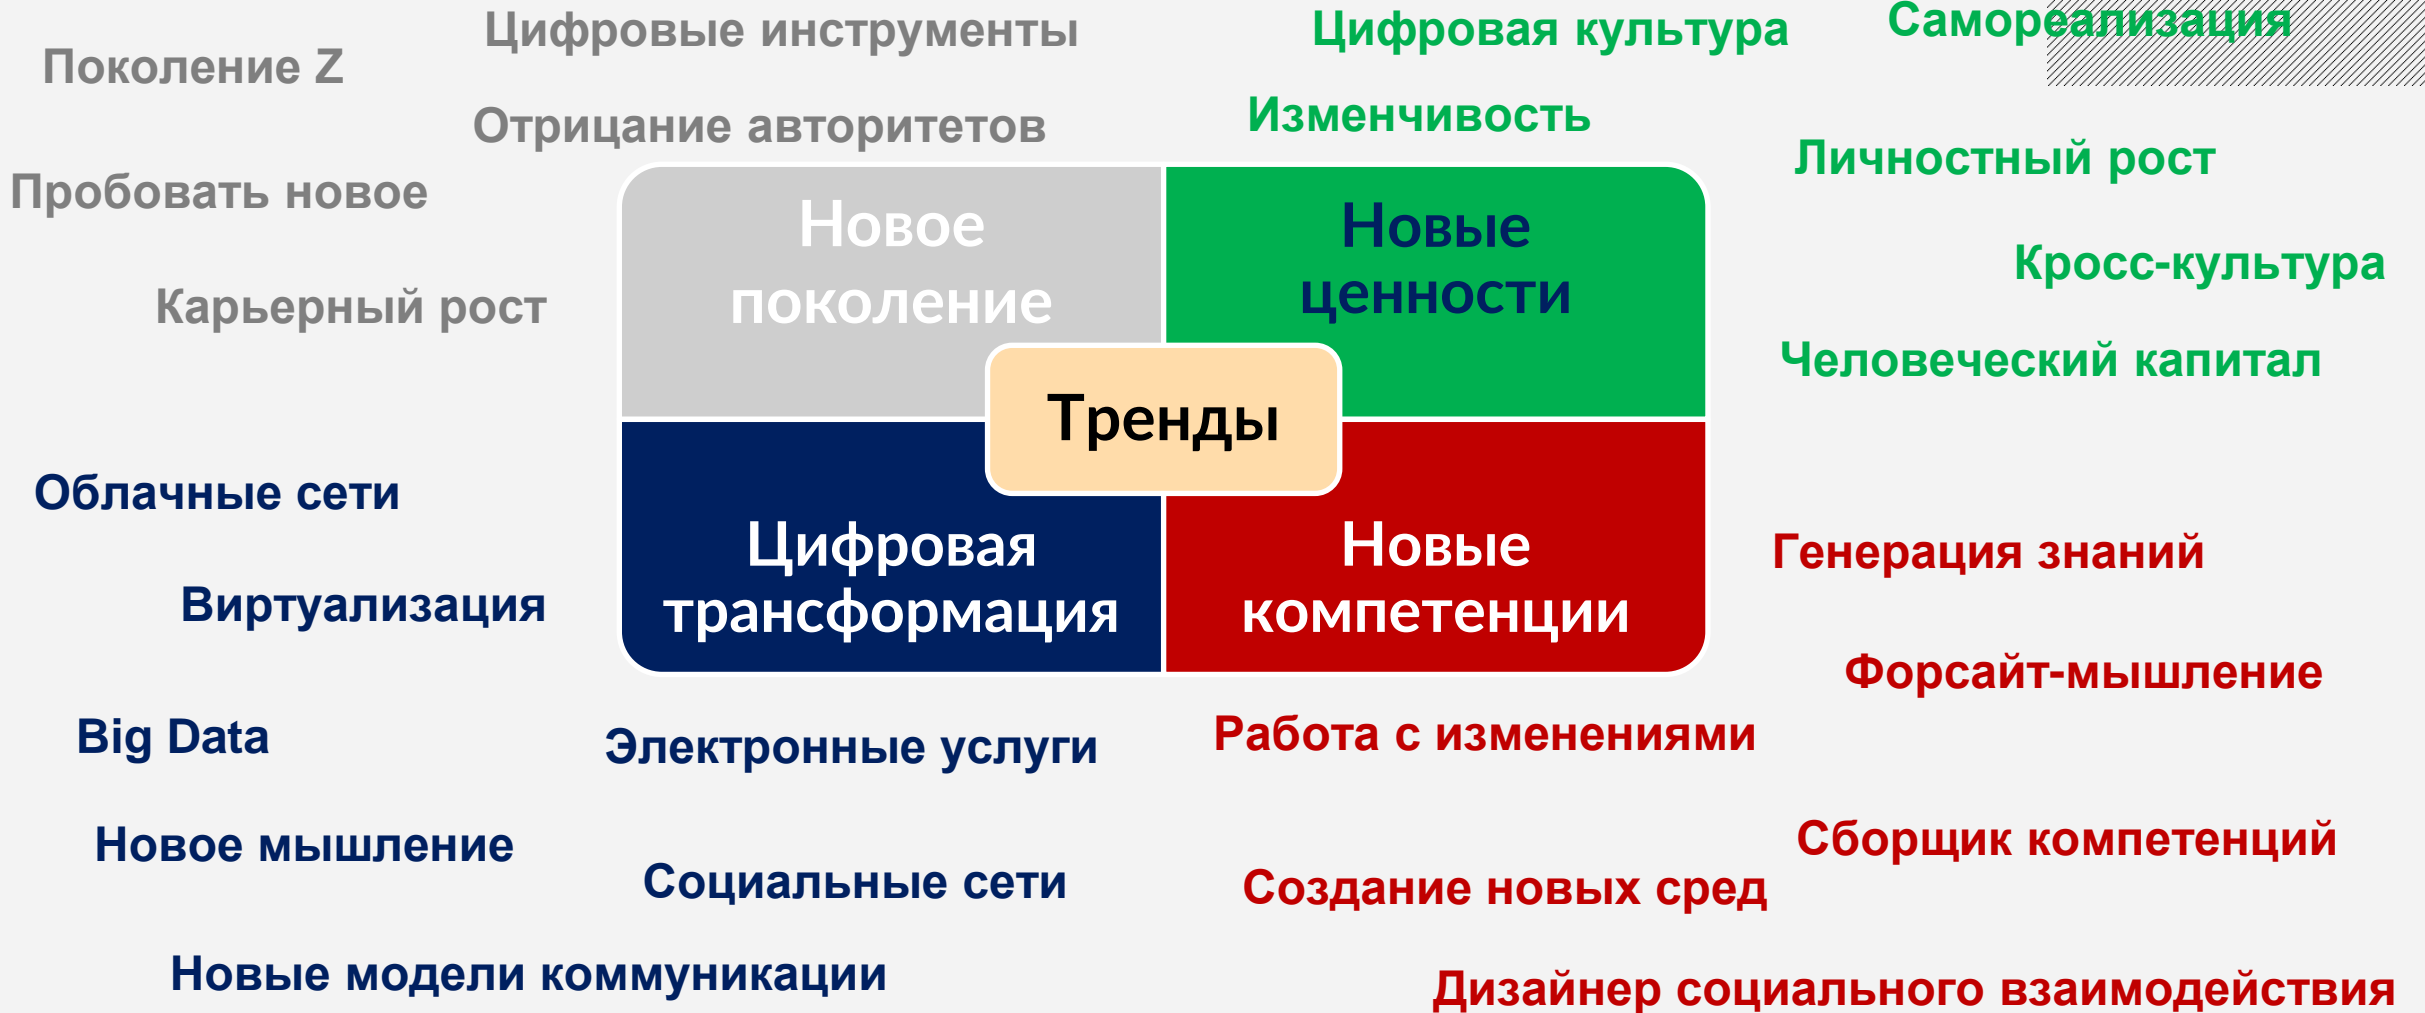 Поколение Z
Цифровые инструменты
Отрицание авторитетов
Пробовать новое
Карьерный рост
Цифровая культура
Самореализация
Изменчивость
Личностный рост
Кросс-культура
Человеческий капитал
Новое
поколение
Новые
ценности
Тренды
Цифровая
трансформация
Новые
компетенции
Облачные сети
Виртуализация
Big Data
Электронные услуги
Новое мышление
Социальные сети
Новые модели коммуникации
Генерация знаний
Форсайт-мышление
Работа с изменениями
Сборщик компетенций
Создание новых сред
Дизайнер социального взаимодействия